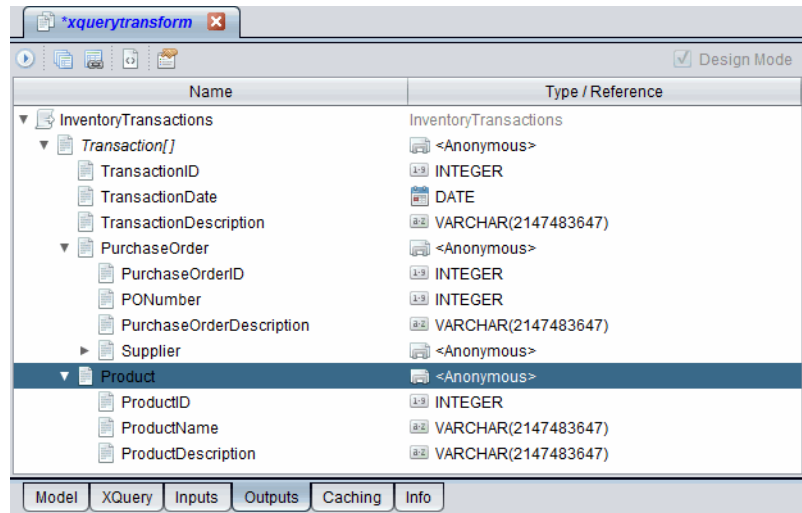 *xquerytransform
Design Mode
Name Type / Reference
InventoryTransactions InventoryTransactions
Transaction[] <Anonymous>
TransactionID 1-9 INTEGER
TransactionDate DATE
TransactionDescription a-z VARCHAR(2147483647)
PurchaseOrder <Anonymous>
PurchaseOrderID 1-9 INTEGER
PONumber 1-9 INTEGER
PurchaseOrderDescription a-z VARCHAR(2147483647)
Supplier <Anonymous>
Product <Anonymous>
ProductID 1-9 INTEGER
ProductName a-z VARCHAR(2147483647)
ProductDescription a-z VARCHAR(2147483647)
Model XQuery Inputs Outputs Caching Info